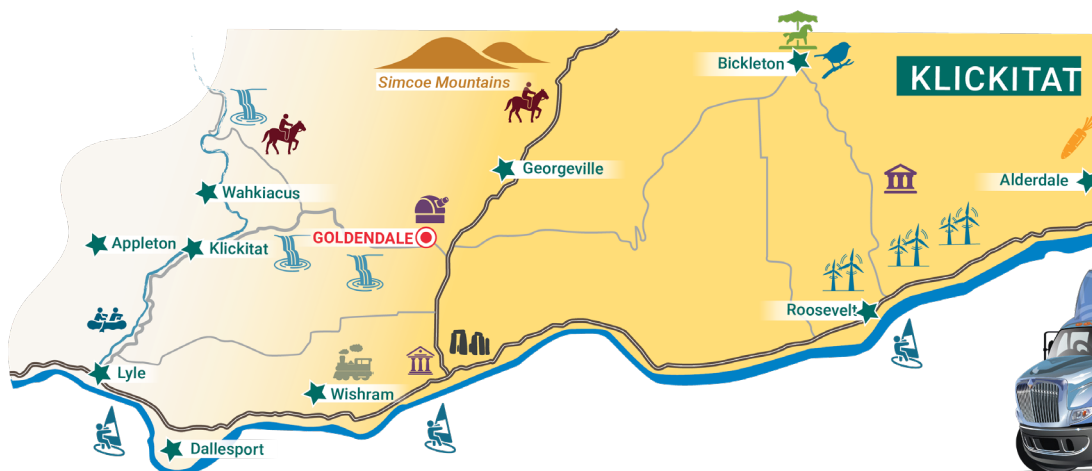 Bickleton
KLICKITAT
Simcoe Mountains
Georgeville
Alderdale
Wahkiacus
GOLDENDALE
Appleton
Klickitat
Roosevelt
Lyle
Wishram
Dallesport